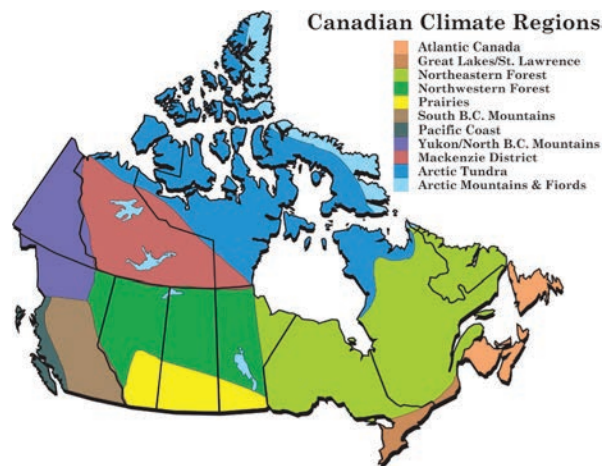 Canadian Climate Regions
Atlantic Canada
Great Lakes/St. Lawrence
Northeastern Forest
Northwestern Forest
Prairies
South B.C. Mountains
Pacific Coast
Yukon/North B.C. Mountains
Mackenzie District
Arctic Tundra
Arctic Mountains & Fiords